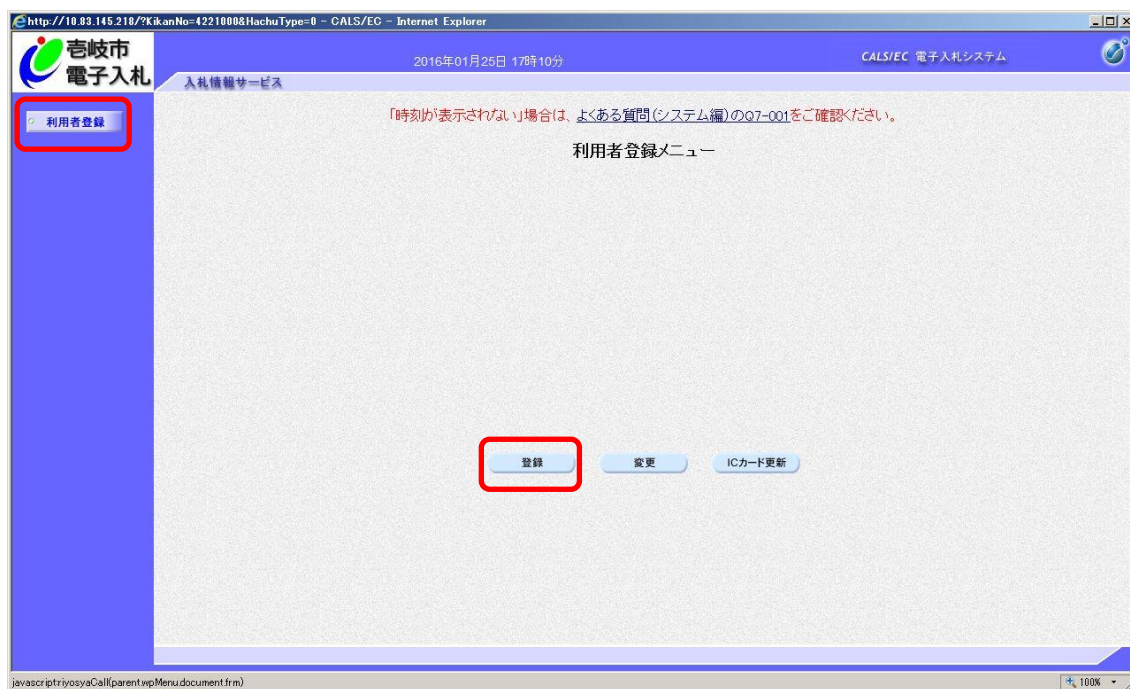 http://10.83.145.218/?KikanNo=4221000&HachuType=0 - CALS/EC - Internet Explorer
壱岐市
電子入札
2016年01月25日 17時10分
CALS/EC 電子入札システム
入札情報サービス
利用者登録
「時刻が表示されない」場合は、よくある質問(システム編)のQ7-001をご確認ください。
利用者登録メニュー
登録
変更
ICカード更新
javascript:riyosyaCall(parent.wpMenu.document.frm)
100%